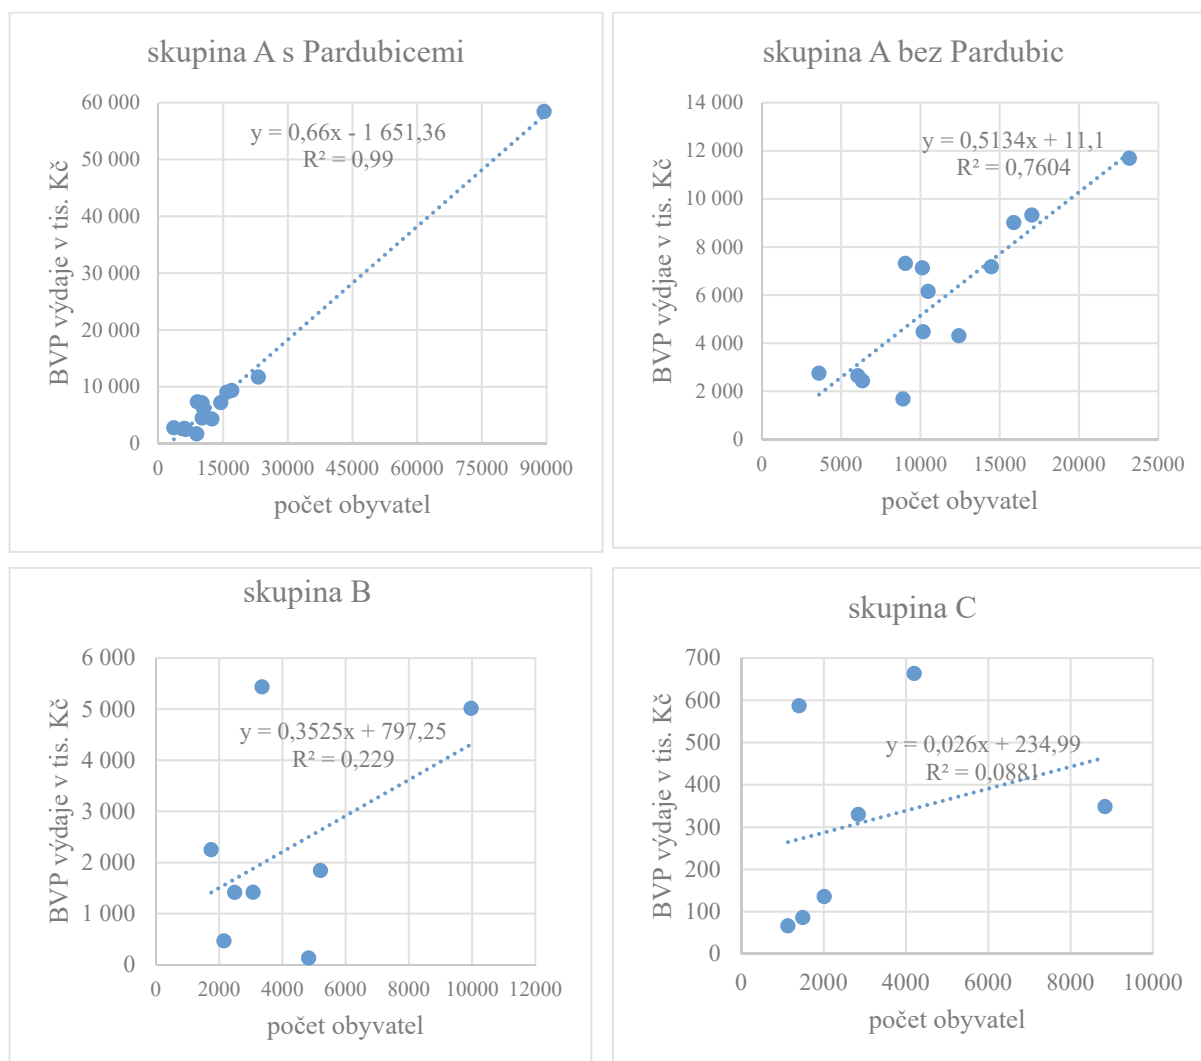 skupina A s Pardubicemi
BVP výdaje v tis. Kč
60 000
50 000
40 000
30 000
20 000
10 000
0
y = 0,66x - 1 651,36
R² = 0,99
0 15000 30000 45000 60000 75000 90000
počet obyvatel
skupina A bez Pardubic
BVP výdjae v tis. Kč
14 000
12 000
10 000
8 000
6 000
4 000
2 000
0
y = 0,5134x + 11,1
R² = 0,7604
0 5000 10000 15000 20000 25000
počet obyvatel
skupina B
BVP výdaje v tis. Kč
6 000
5 000
4 000
3 000
2 000
1 000
0
y = 0,3525x + 797,25
R² = 0,229
0 2000 4000 6000 8000 10000 12000
počet obyvatel
skupina C
BVP výdaje v tis. Kč
700
600
500
400
300
200
100
0
y = 0,026x + 234,99
R² = 0,0881
0 2000 4000 6000 8000 10000
počet obyvatel